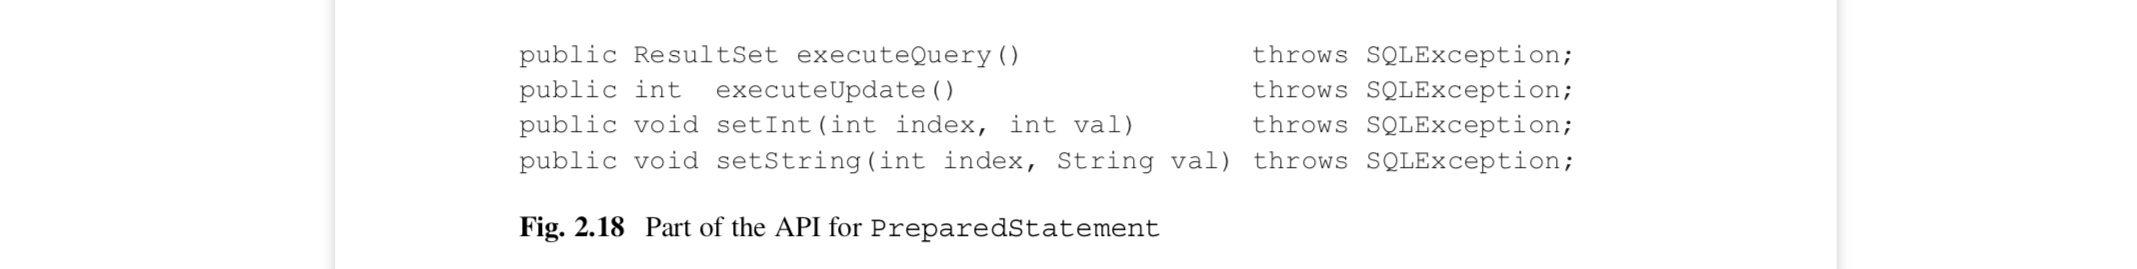 public ResultSet executeQuery() throws SQLException;
public int executeUpdate() throws SQLException;
public void setInt(int index, int val) throws SQLException;
public void setString(int index, String val) throws SQLException;
Fig. 2.18 Part of the API for PreparedStatement